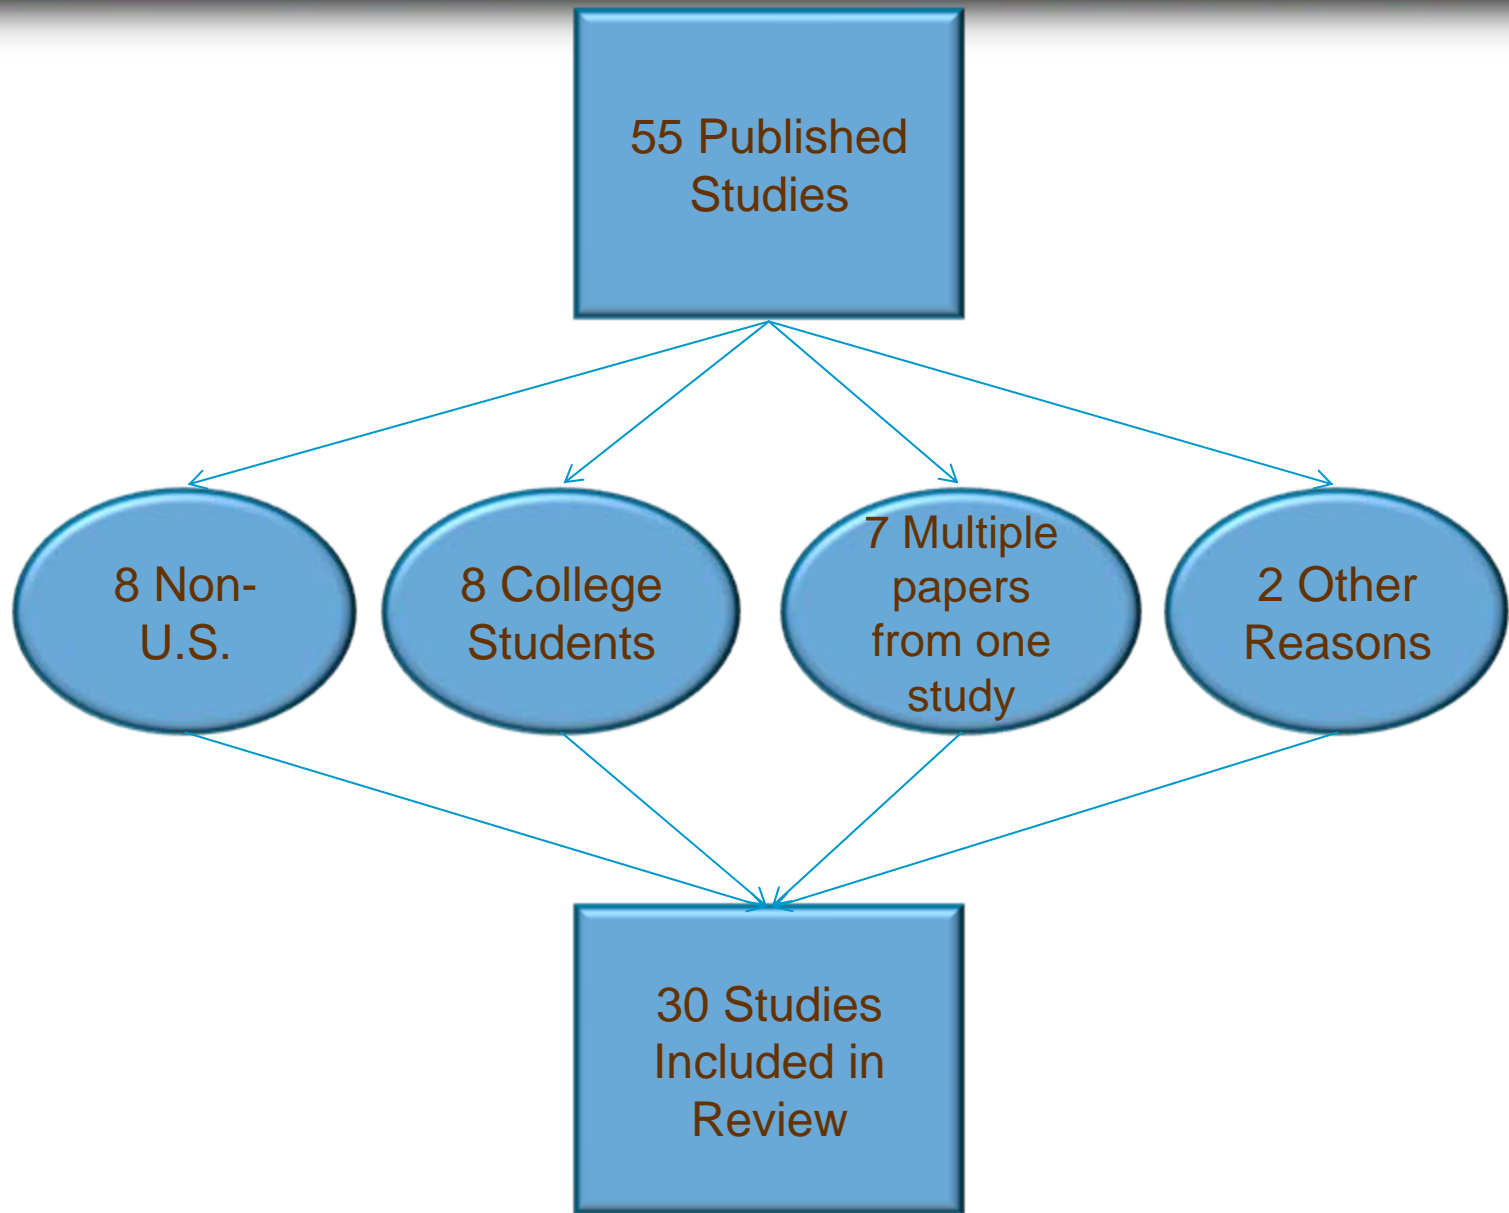 55 Published
Studies
8 Non-
U.S.
8 College
Students
7 Multiple
papers
from one
study
2 Other
Reasons
30 Studies
Included in
Review